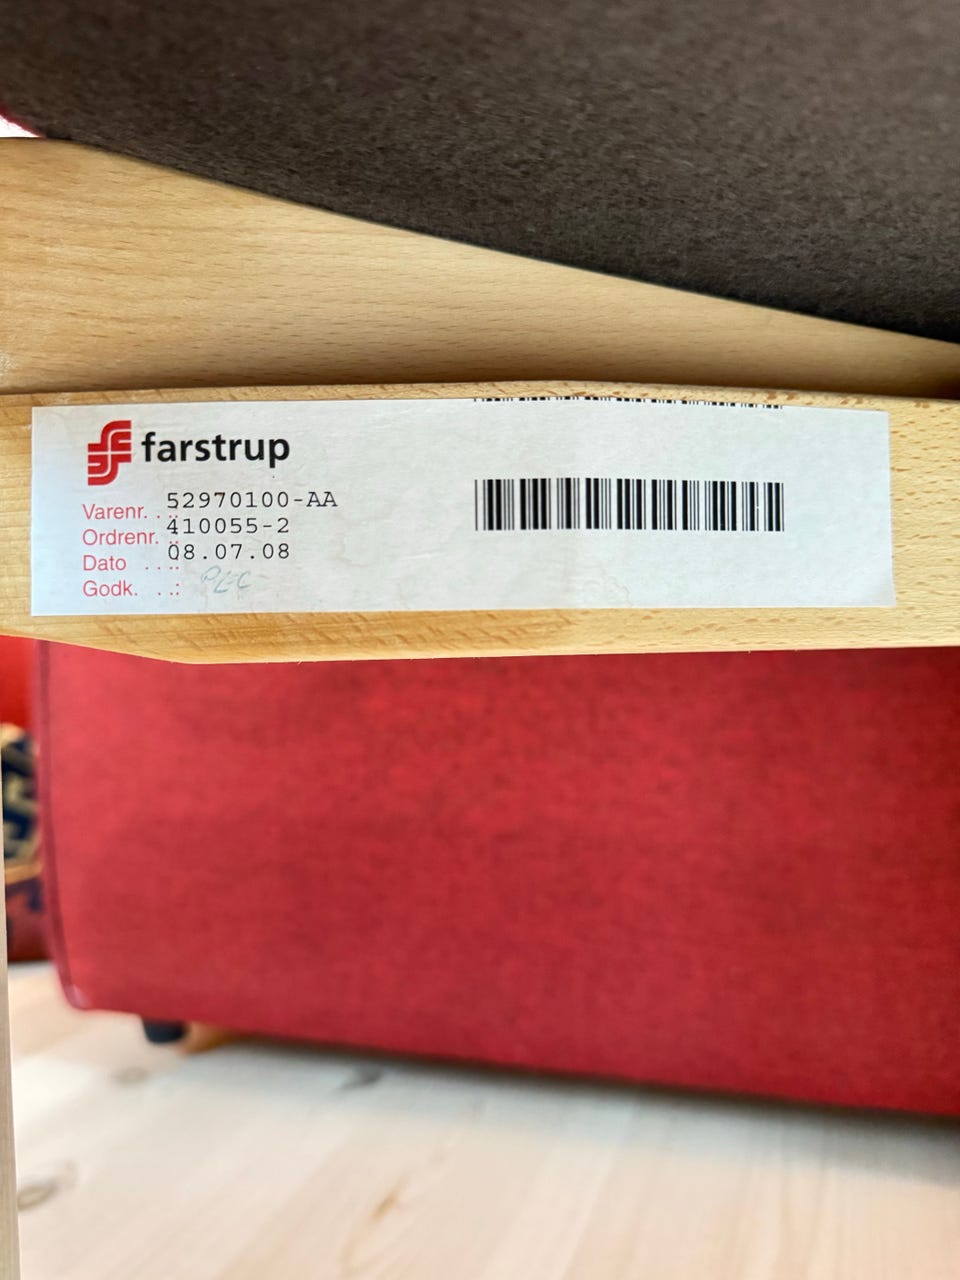 farstrup
Varenr. . .: 52970100-AA
Ordrenr. .: 410055-2
Dato . . .: 08.07.08
Godk. . .: